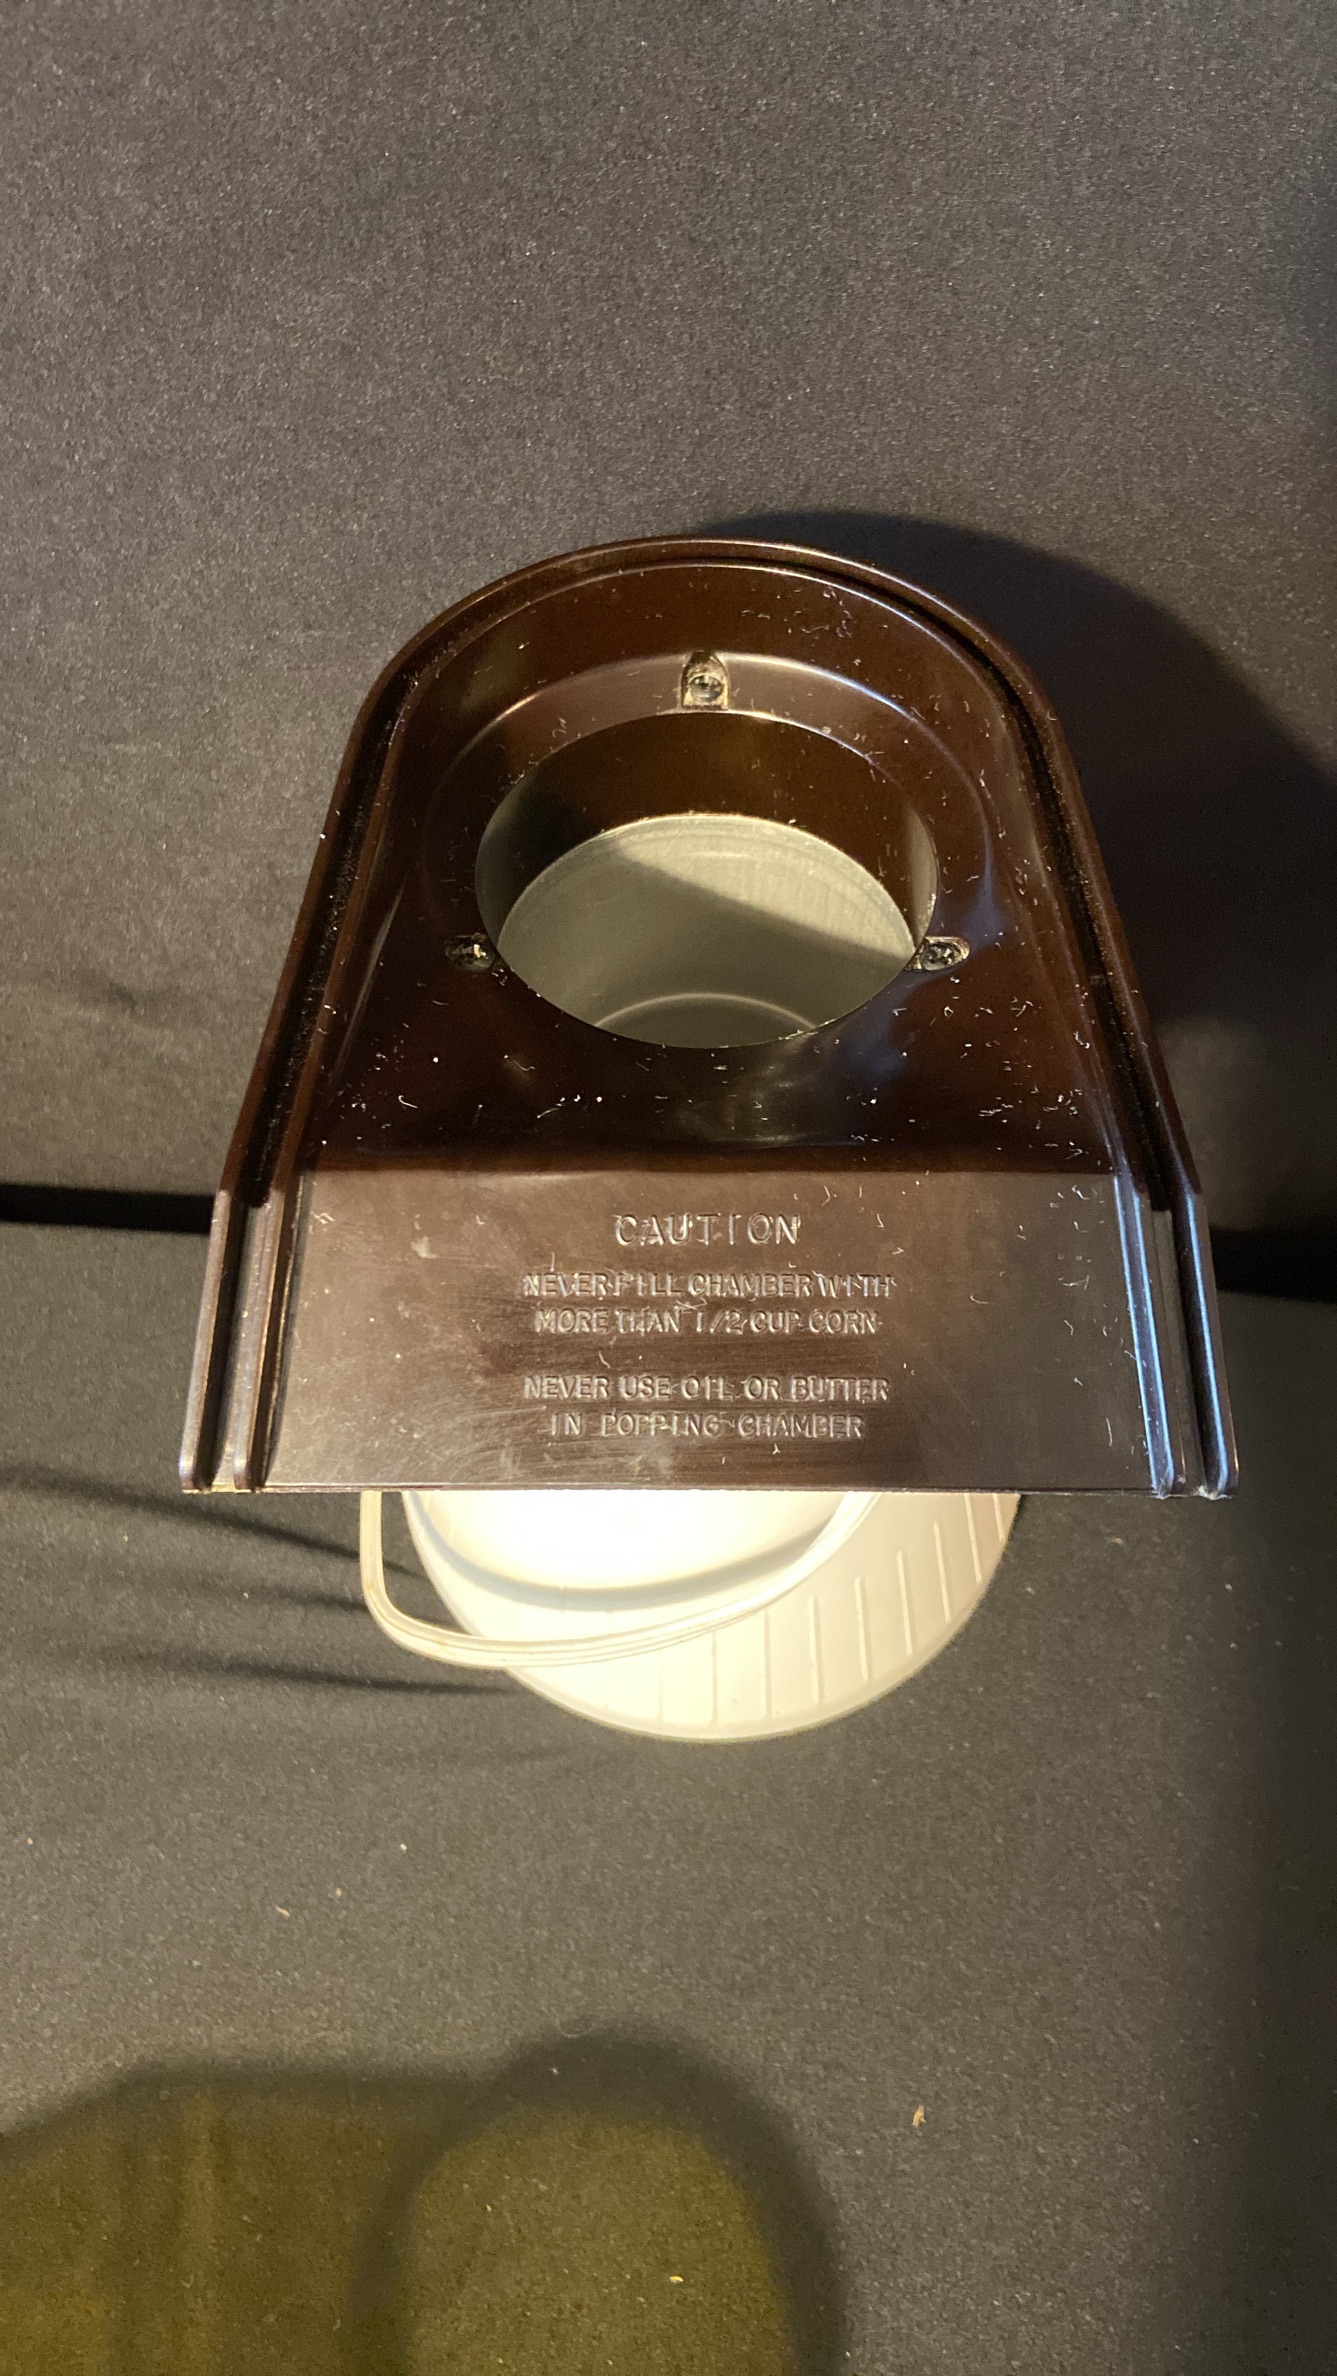 CAUTION
NEVER FILL CHAMBER WITH
MORE THAN 1/2 CUP CORN
NEVER USE OIL OR BUTTER
IN POPPING CHAMBER